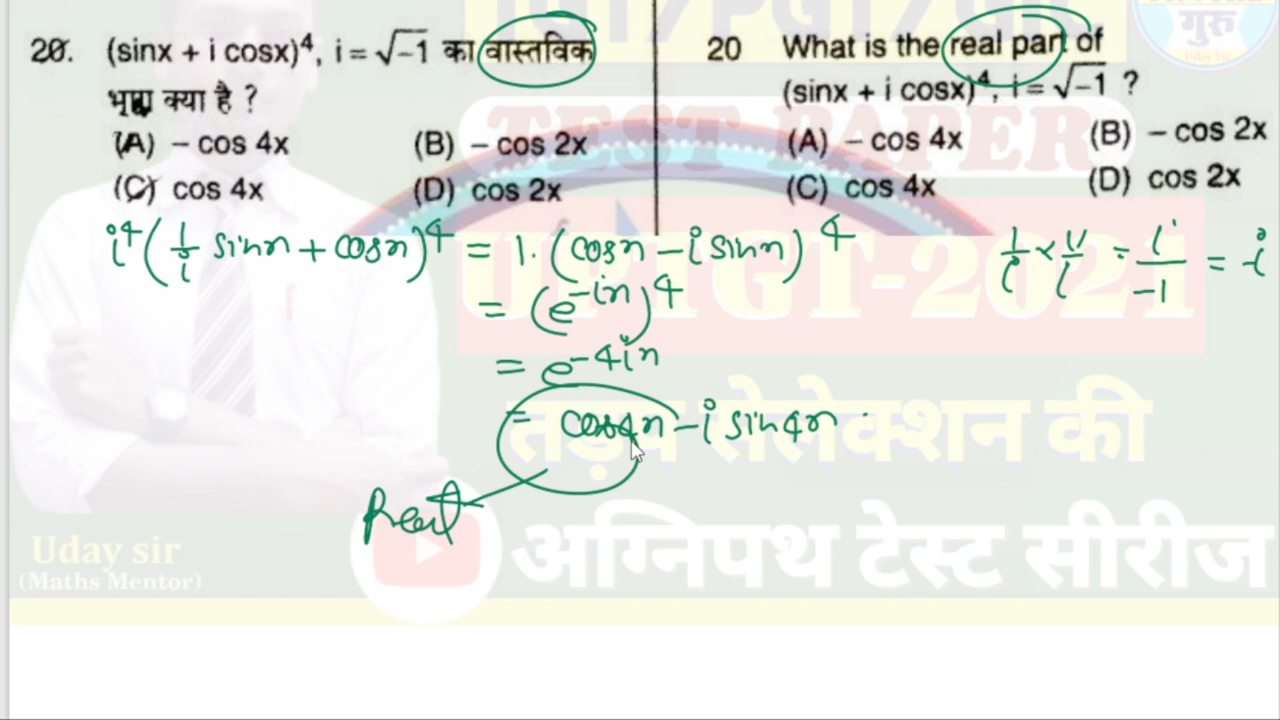 गुरु
Uday Sir
20. (sinx + i cosx)⁴, i = √−1 का वास्तविक
क्या है ?
(A) − cos 4x (B) − cos 2x
(C) cos 4x (D) cos 2x
20 What is the real part of
(sinx + i cosx)⁴, i = √−1 ?
(A) − cos 4x (B) − cos 2x
(C) cos 4x (D) cos 2x
TEST PAPER
UPTGT-2021
i⁴(1/i sinx + cosx)⁴ = 1. (cosx − i sinx)⁴
1/i × i/i = i/−1 = −i
= (e⁻ⁱˣ)⁴
= e⁻⁴ⁱˣ
= cos4x − i sin4x
Real
तड़प सेलेक्शन की
अग्निपथ टेस्ट सीरीज
Uday sir
(Maths Mentor)